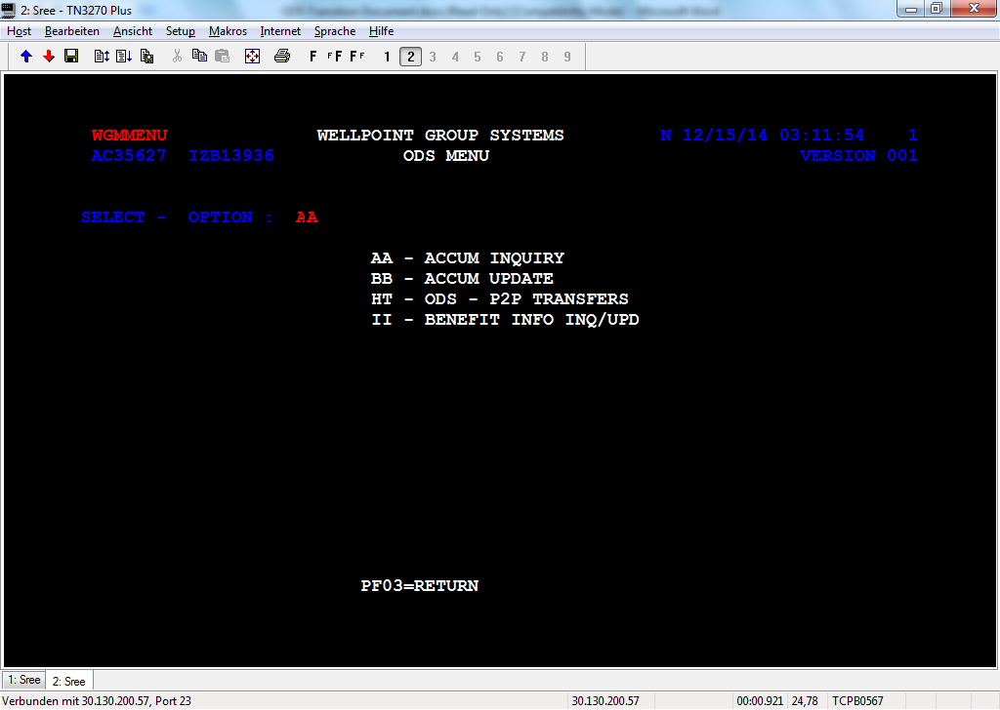 2: Sree - TN3270 Plus
Host Bearbeiten Ansicht Setup Makros Internet Sprache Hilfe
F FF FF 1 2 3 4 5 6 7 8 9
WGMMENU WELLPOINT GROUP SYSTEMS N 12/15/14 03:11:54 1
AC35627 IZB13936 ODS MENU VERSION 001
SELECT - OPTION : AA
AA - ACCUM INQUIRY
BB - ACCUM UPDATE
HT - ODS - P2P TRANSFERS
II - BENEFIT INFO INQ/UPD
PF03=RETURN
1: Sree 2: Sree
Verbunden mit 30.130.200.57, Port 23 30.130.200.57 00:00.921 24,78 TCPB0567